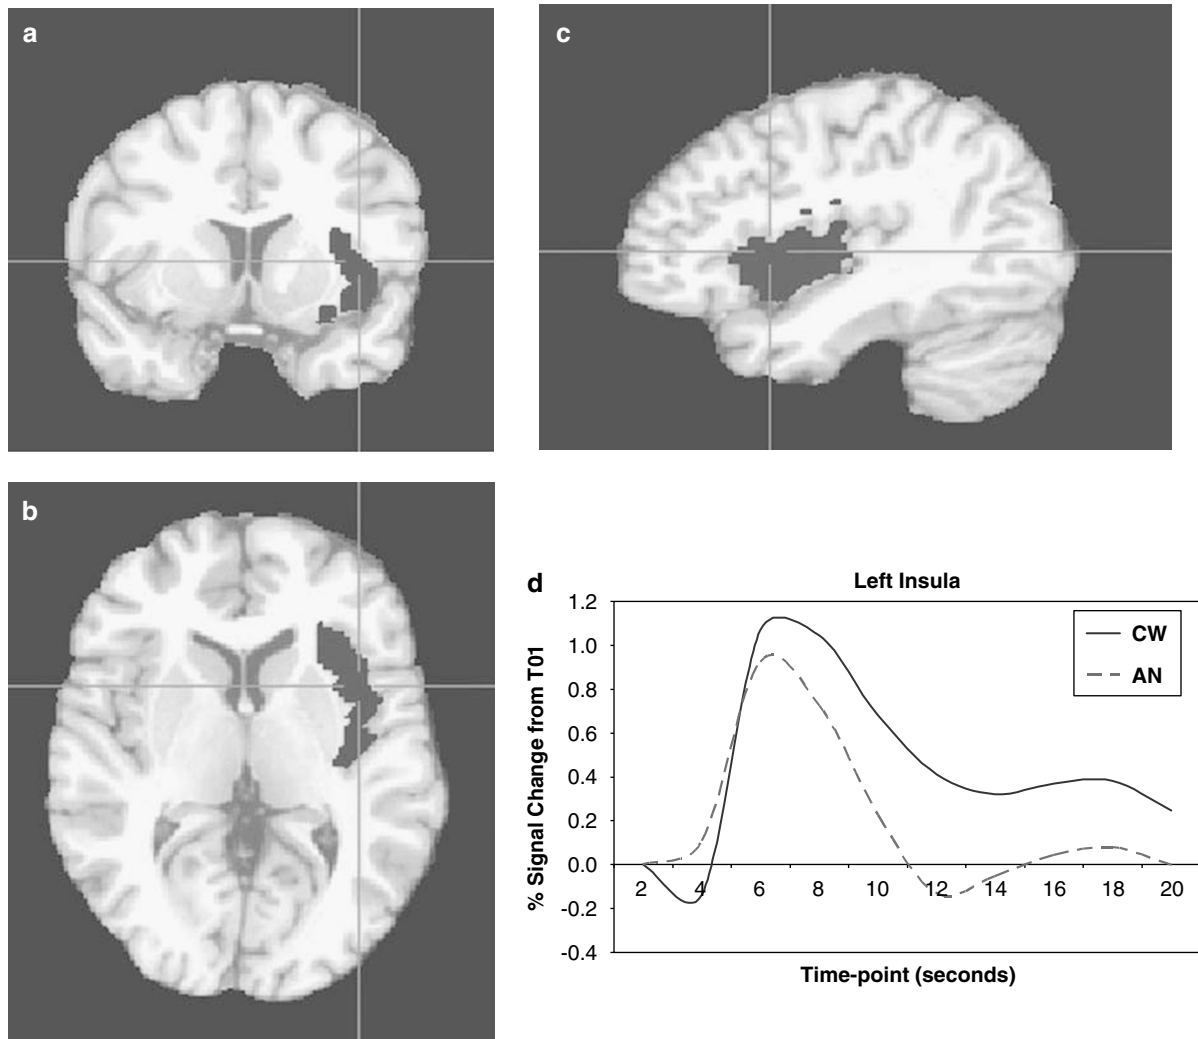 a
c
b
d
Left Insula
% Signal Change from T01
1.2
1.0
0.8
0.6
0.4
0.2
0.0
-0.2
-0.4
CW
AN
2 4 6 8 10 12 14 16 18 20
Time-point (seconds)